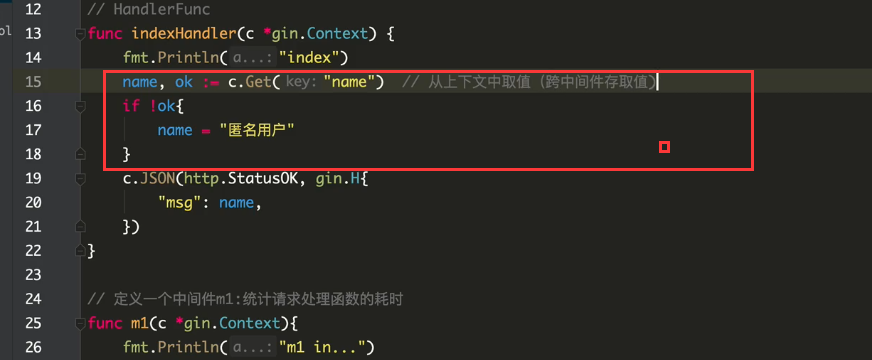 ol
12 // HandlerFunc
13 func indexHandler(c *gin.Context) {
14 fmt.Println( a...: "index")
15 name, ok := c.Get( key: "name") // 从上下文中取值（跨中间件存取值)
16 if !ok{
17 name = "匿名用户"
18 }
19 c.JSON(http.StatusOK, gin.H{
20 "msg": name,
21 })
22 }
23
24 // 定义一个中间件m1:统计请求处理函数的耗时
25 func m1(c *gin.Context){
26 fmt.Println( a...: "m1 in...")